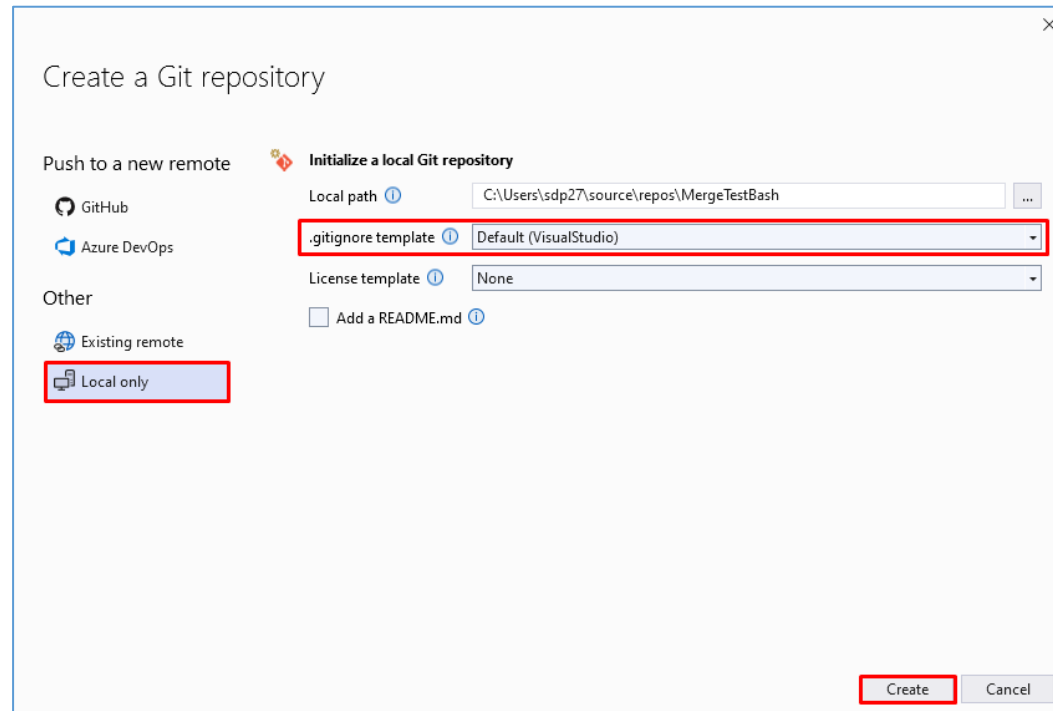 Create a Git repository
Push to a new remote
GitHub
Azure DevOps
Other
Existing remote
Local only
Initialize a local Git repository
Local path C:\Users\sdp27\source\repos\MergeTestBash ...
.gitignore template Default (VisualStudio)
License template None
Add a README.md
Create Cancel